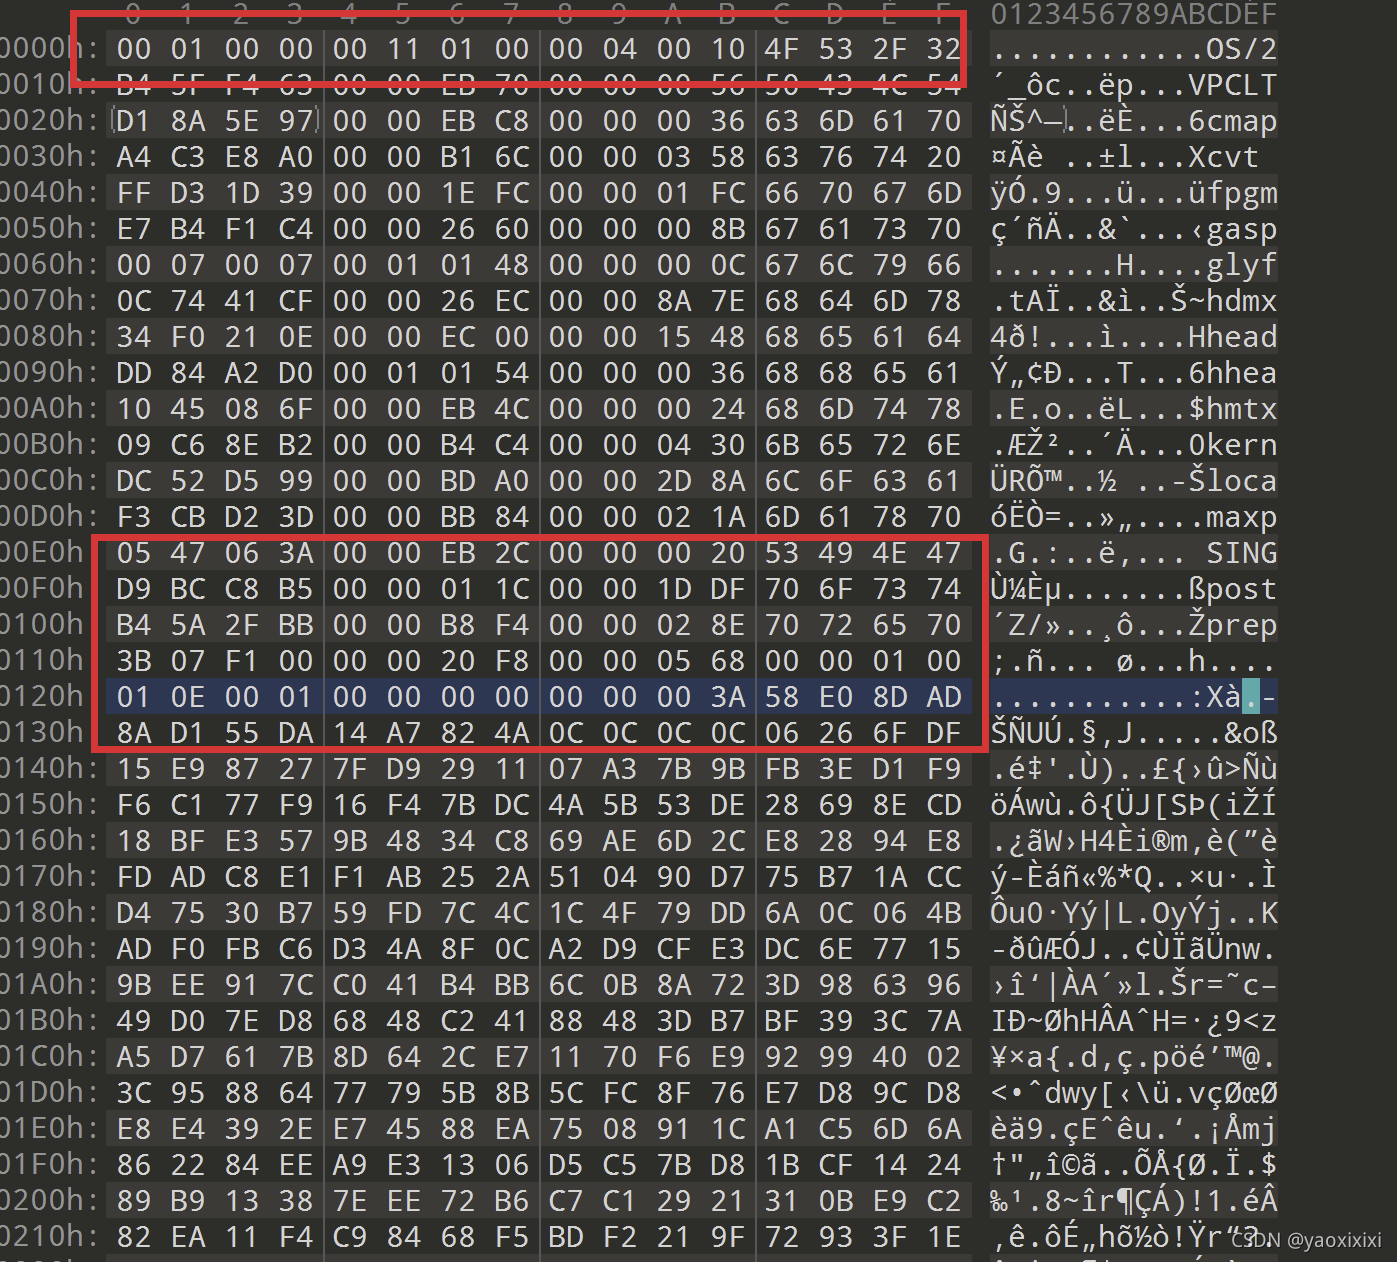 0 1 2 3 4 5 6 7 8 9 A B C D E F 0123456789ABCDEF
0000h: 00 01 00 00 00 11 01 00 00 04 00 10 4F 53 2F 32 ............OS/2
0010h: B4 5F F4 63 00 00 EB 70 00 00 00 56 50 43 4C 54 ´_ôc..ëp...VPCLT
0020h: D1 8A 5E 97 00 00 EB C8 00 00 00 36 63 6D 61 70 ÑŠ^—..ëÈ...6cmap
0030h: A4 C3 E8 A0 00 00 B1 6C 00 00 03 58 63 76 74 20 ¤Ãè ..±l...Xcvt
0040h: FF D3 1D 39 00 00 1E FC 00 00 01 FC 66 70 67 6D ÿÓ.9...ü...üfpgm
0050h: E7 B4 F1 C4 00 00 26 60 00 00 00 8B 67 61 73 70 ç´ñÄ..&`...‹gasp
0060h: 00 07 00 07 00 01 01 48 00 00 00 0C 67 6C 79 66 .......H....glyf
0070h: 0C 74 41 CF 00 00 26 EC 00 00 8A 7E 68 64 6D 78 .tAÏ..&ì..Š~hdmx
0080h: 34 F0 21 0E 00 00 EC 00 00 00 15 48 68 65 61 64 4ð!...ì....Hhead
0090h: DD 84 A2 D0 00 01 01 54 00 00 00 36 68 68 65 61 Ý„¢Ð...T...6hhea
00A0h: 10 45 08 6F 00 00 EB 4C 00 00 00 24 68 6D 74 78 .E.o..ëL...$hmtx
00B0h: 09 C6 8E B2 00 00 B4 C4 00 00 04 30 6B 65 72 6E .ÆŽ²..´Ä...0kern
00C0h: DC 52 D5 99 00 00 BD A0 00 00 2D 8A 6C 6F 63 61 ÜRÕ™..½ ..-Šloca
00D0h: F3 CB D2 3D 00 00 BB 84 00 00 02 1A 6D 61 78 70 óËÒ=..»„....maxp
00E0h: 05 47 06 3A 00 00 EB 2C 00 00 00 20 53 49 4E 47 .G.:..ë,... SING
00F0h: D9 BC C8 B5 00 00 01 1C 00 00 1D DF 70 6F 73 74 Ù¼Èµ.......ßpost
0100h B4 5A 2F BB 00 00 B8 F4 00 00 02 8E 70 72 65 70 ´Z/»..¸ô...Žprep
0110h 3B 07 F1 00 00 00 20 F8 00 00 05 68 00 00 01 00 ;.ñ... ø...h....
0120h 01 0E 00 01 00 00 00 00 00 00 00 3A 58 E0 8D AD ...........:Xà.-
0130h 8A D1 55 DA 14 A7 82 4A 0C 0C 0C 0C 06 26 6F DF ŠÑUÚ.§‚J.....&oß
0140h: 15 E9 87 27 7F D9 29 11 07 A3 7B 9B FB 3E D1 F9 .é‡'.Ù)..£{›û>Ñù
0150h: F6 C1 77 F9 16 F4 7B DC 4A 5B 53 DE 28 69 8E CD öÁwù.ô{ÜJ[SÞ(iŽÍ
0160h: 18 BF E3 57 9B 48 34 C8 69 AE 6D 2C E8 28 94 E8 .¿ãW›H4Èi®m,è(”è
0170h: FD AD C8 E1 F1 AB 25 2A 51 04 90 D7 75 B7 1A CC ý-Èáñ«%*Q..×u·.Ì
0180h: D4 75 30 B7 59 FD 7C 4C 1C 4F 79 DD 6A 0C 06 4B Ôu0·Yý|L.OyÝj..K
0190h: AD F0 FB C6 D3 4A 8F 0C A2 D9 CF E3 DC 6E 77 15 -ðûÆÓJ..¢ÙÏãÜnw.
01A0h: 9B EE 91 7C C0 41 B4 BB 6C 0B 8A 72 3D 98 63 96 ›î‘|ÀA´»l.Šr=˜c–
01B0h: 49 D0 7E D8 68 48 C2 41 88 48 3D B7 BF 39 3C 7A IÐ~ØhHÂAˆH=·¿9<z
01C0h: A5 D7 61 7B 8D 64 2C E7 11 70 F6 E9 92 99 40 02 ¥×a{.d,ç.pöé’™@.
01D0h: 3C 95 88 64 77 79 5B 8B 5C FC 8F 76 E7 D8 9C D8 <•ˆdwy[‹\ü.vçØœØ
01E0h: E8 E4 39 2E E7 45 88 EA 75 08 91 1C A1 C5 6D 6A èä9.çEˆêu.‘.¡Åmj
01F0h: 86 22 84 EE A9 E3 13 06 D5 C5 7B D8 1B CF 14 24 †"„î©ã..ÕÅ{Ø.Ï.$
0200h: 89 B9 13 38 7E EE 72 B6 C7 C1 29 21 31 0B E9 C2 ‰¹.8~îr¶ÇÁ)!1.éÂ
0210h: 82 EA 11 F4 C9 84 68 F5 BD F2 21 9F 72 93 3F 1E ‚ê.ôÉ„hõ½ò!Ÿr“?.
CSDN @yaoxixixi